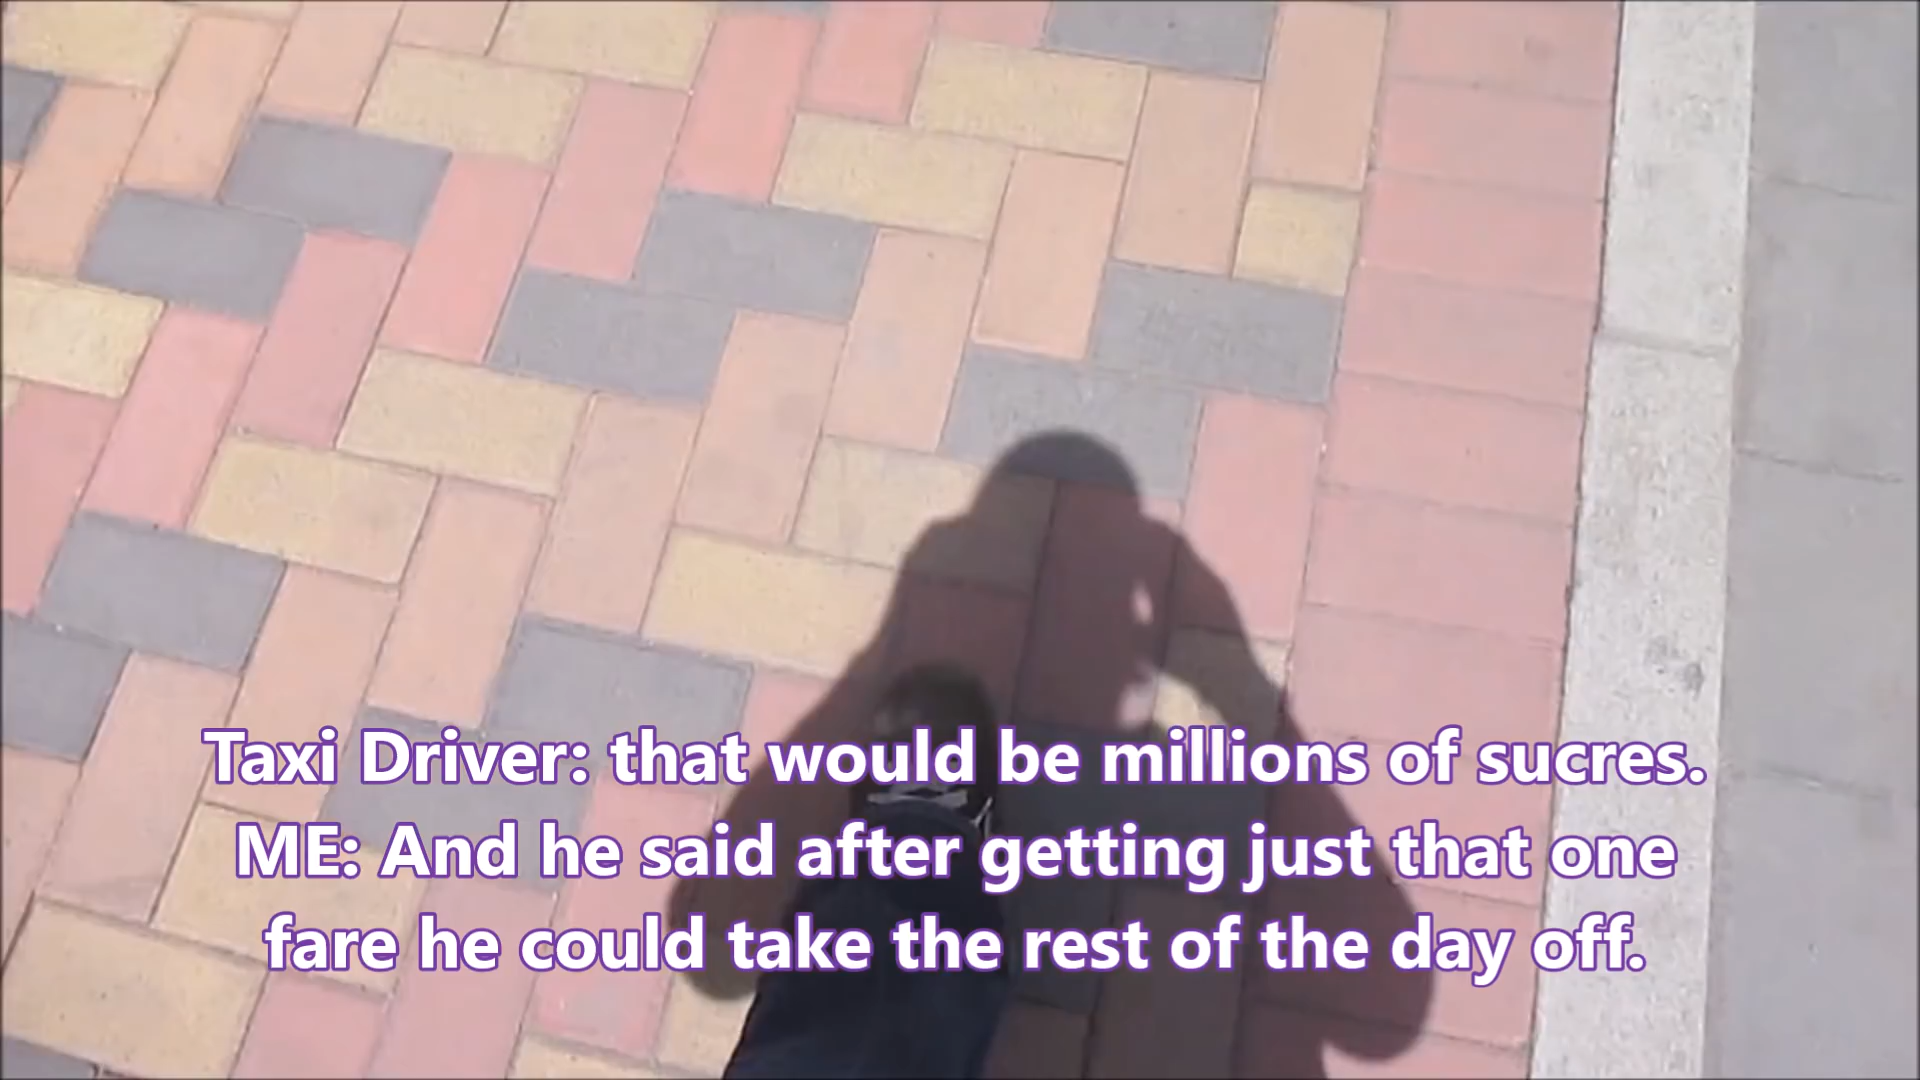 Taxi Driver: that would be millions of sucres.
ME: And he said after getting just that one
fare he could take the rest of the day off.